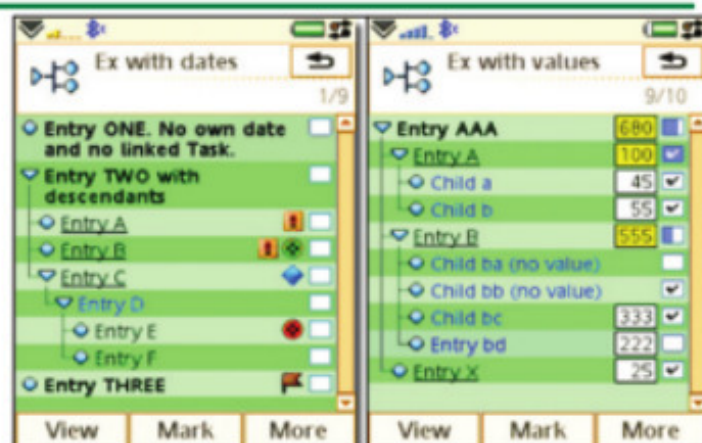 Ex with dates
1/9
Entry ONE. No own date
and no linked Task.
Entry TWO with
descendants
Entry A
Entry B
Entry C
Entry D
Entry E
Entry F
Entry THREE
View Mark More
Ex with values
9/10
Entry AAA 680
Entry A 100
Child a 45
Child b 55
Entry B 555
Child ba (no value)
Child bb (no value)
Child bc 333
Entry bd 222
Entry X 25
View Mark More